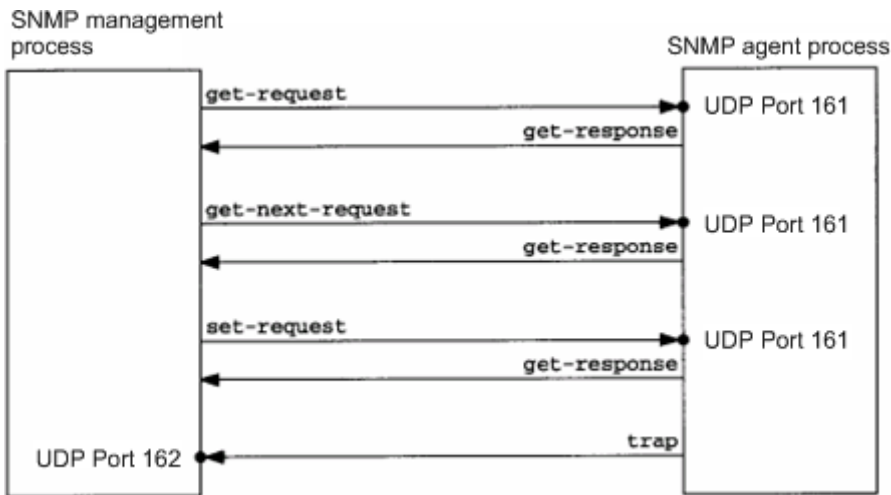 SNMP management
process
SNMP agent process
get-request
UDP Port 161
get-response
get-next-request
UDP Port 161
get-response
set-request
UDP Port 161
get-response
trap
UDP Port 162